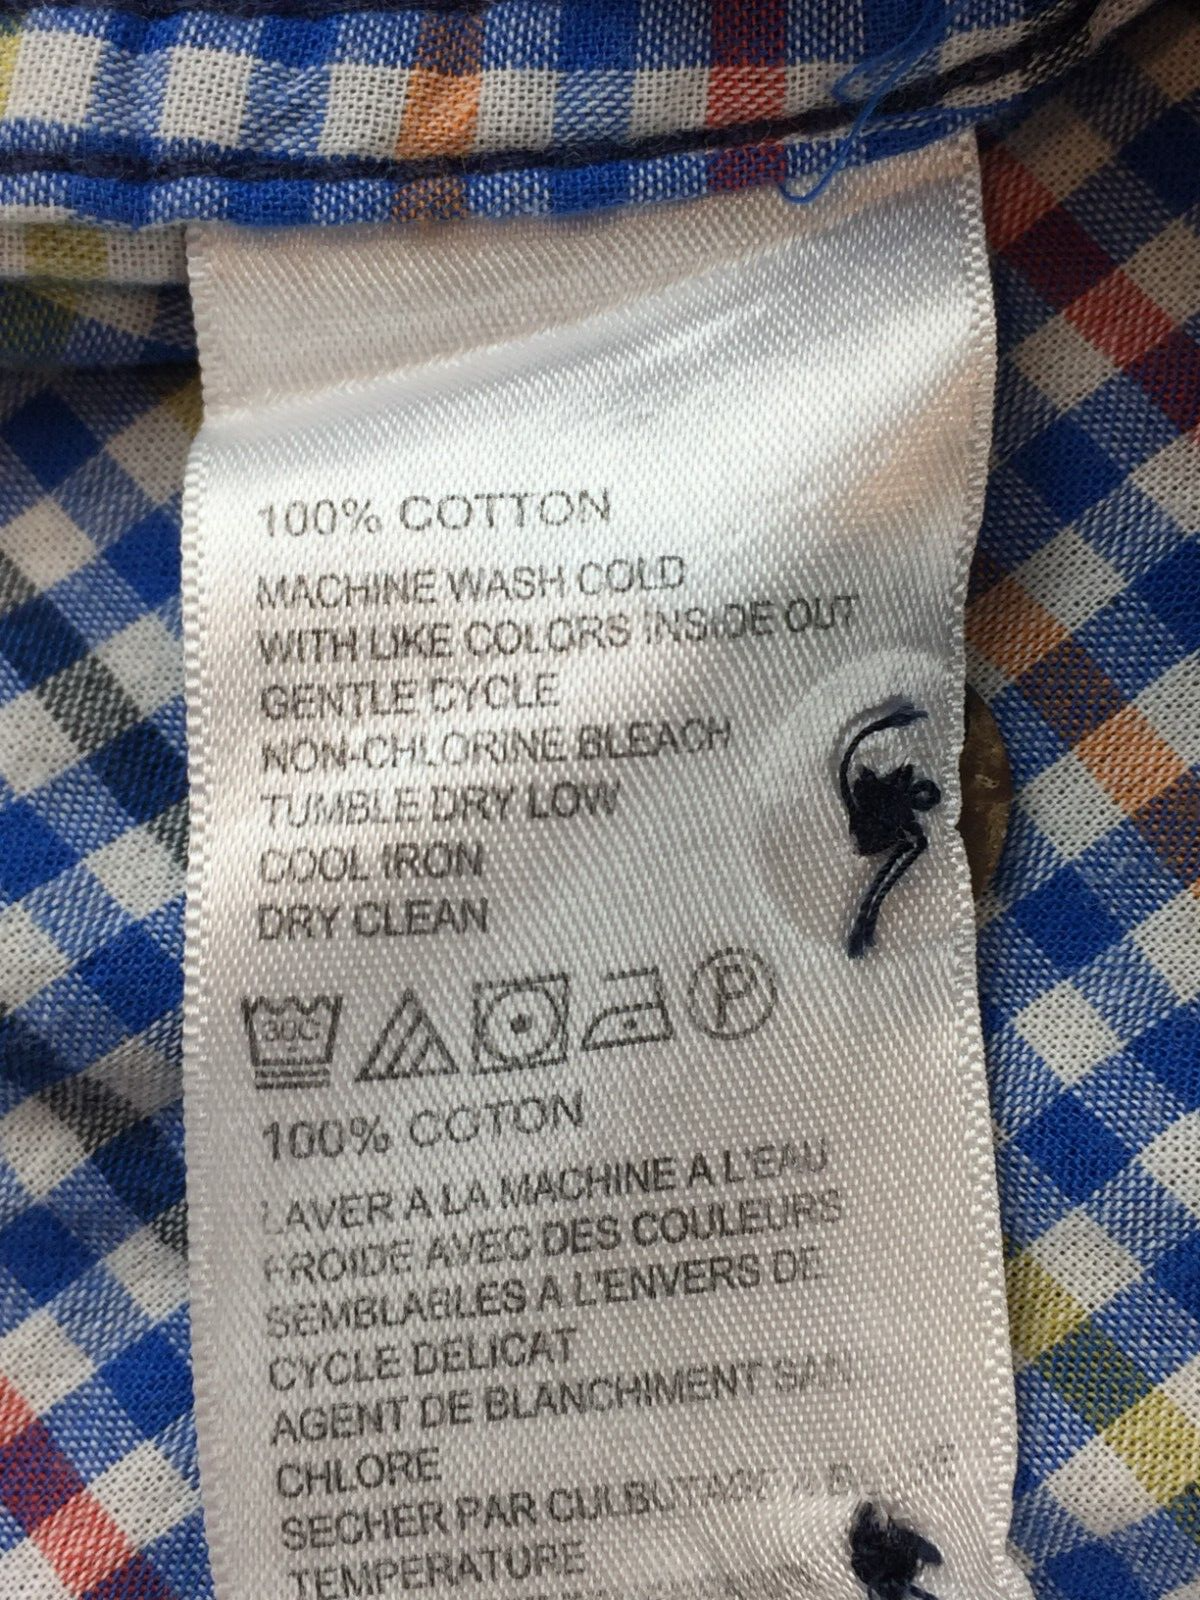 100% COTTON
MACHINE WASH COLD
WITH LIKE COLORS INSIDE OUT
GENTLE CYCLE
NON-CHLORINE BLEACH
TUMBLE DRY LOW
COOL IRON
DRY CLEAN
30C P
100% COTON
LAVER A LA MACHINE A L'EAU
FROIDE AVEC DES COULEURS
SEMBLABLES A L'ENVERS DE
CYCLE DELICAT
AGENT DE BLANCHIMENT
CHLORE
SECHER PAR CULBUTAGE
TEMPERATURE